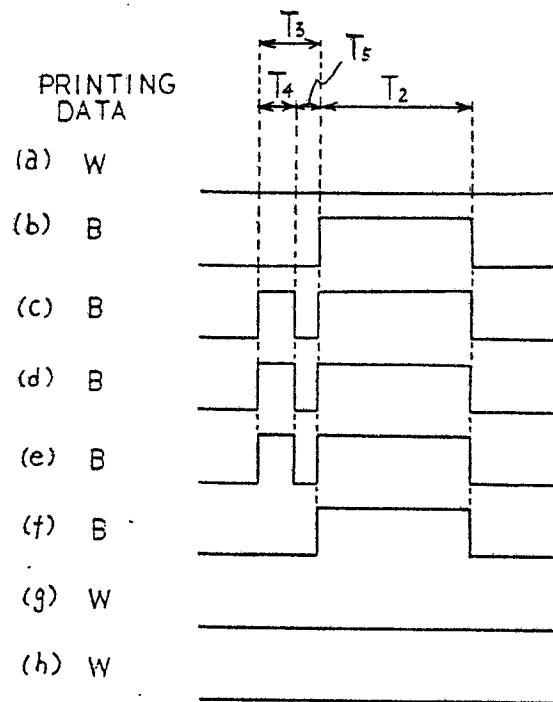 T3
T5
PRINTING
DATA
T4
T2
(a) W
(b) B
(c) B
(d) B
(e) B
(f) B
(g) W
(h) W